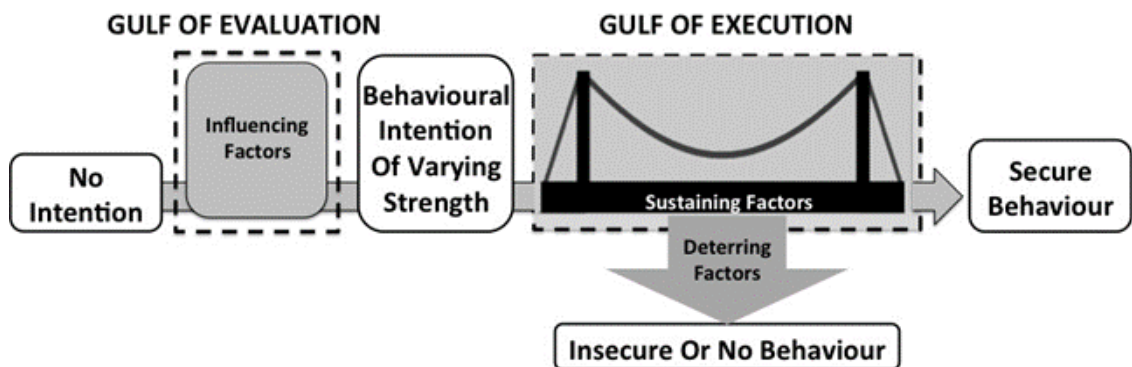 GULF OF EVALUATION
GULF OF EXECUTION
No
Intention
Influencing
Factors
Behavioural
Intention
Of Varying
Strength
Sustaining Factors
Deterring
Factors
Secure
Behaviour
Insecure Or No Behaviour